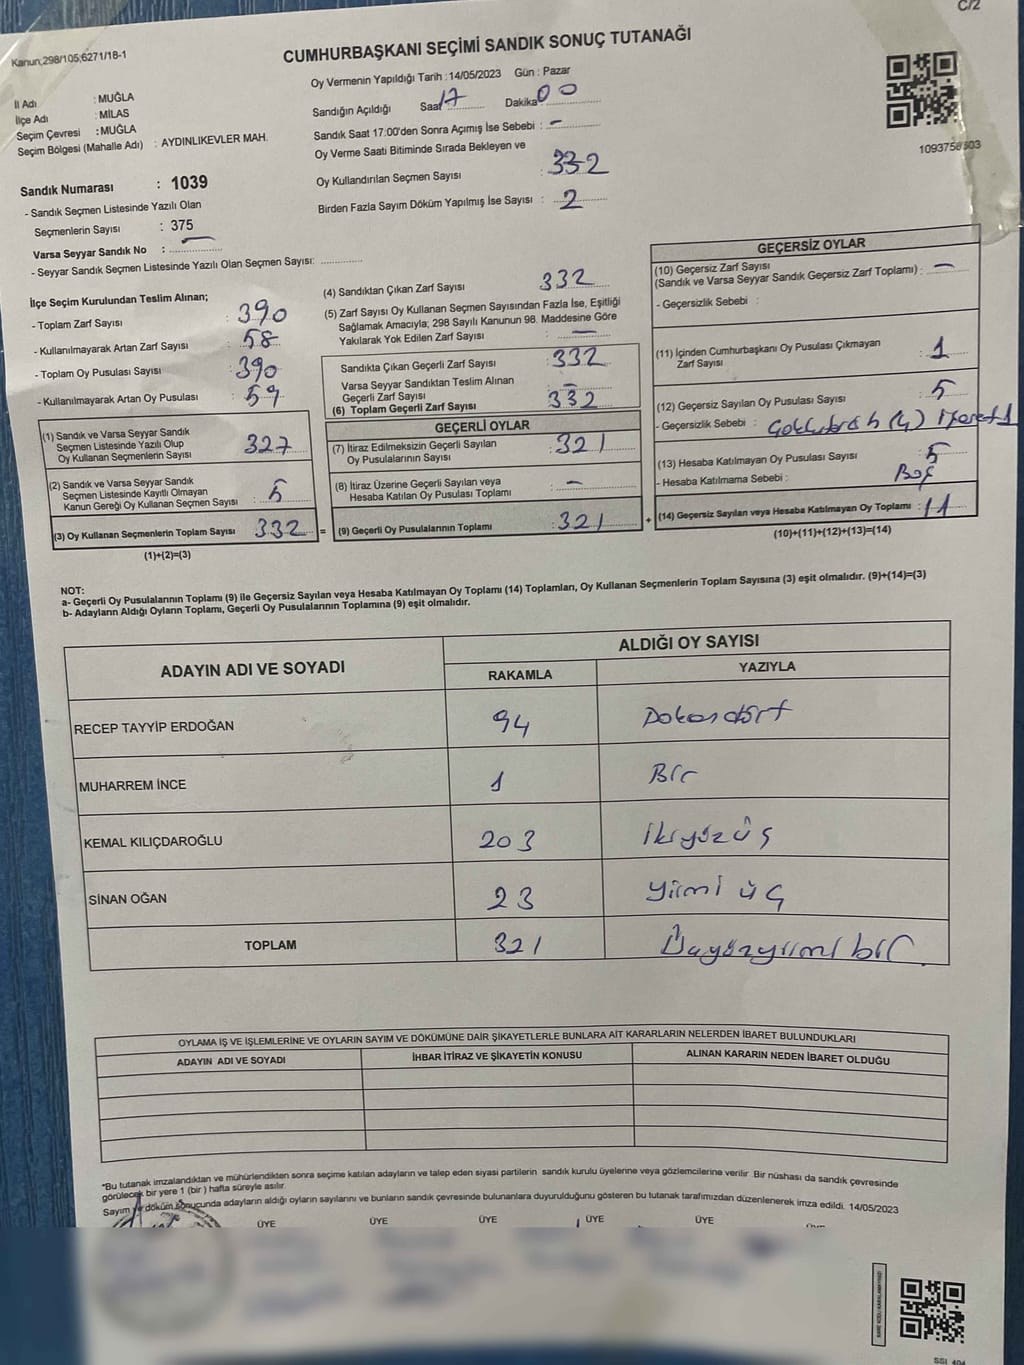 C/2
Kanun;298/105;6271/18-1
CUMHURBAŞKANI SEÇİMİ SANDIK SONUÇ TUTANAĞI
Oy Vermenin Yapıldığı Tarih : 14/05/2023 Gün : Pazar
İl Adı : MUĞLA
İlçe Adı : MİLAS
Seçim Çevresi : MUĞLA
Seçim Bölgesi (Mahalle Adı) : AYDINLIKEVLER MAH.
Sandığın Açıldığı Saat 17 Dakika 00
Sandık Saat 17:00'den Sonra Açımış İse Sebebi : –
Oy Verme Saati Bitiminde Sırada Bekleyen ve
Oy Kullandırılan Seçmen Sayısı : 332
Birden Fazla Sayım Döküm Yapılmış İse Sayısı : 2
1093758503
Sandık Numarası : 1039
- Sandık Seçmen Listesinde Yazılı Olan
Seçmenlerin Sayısı : 375
Varsa Seyyar Sandık No :
- Seyyar Sandık Seçmen Listesinde Yazılı Olan Seçmen Sayısı:
İlçe Seçim Kurulundan Teslim Alınan;
- Toplam Zarf Sayısı : 390
- Kullanılmayarak Artan Zarf Sayısı : 58
- Toplam Oy Pusulası Sayısı : 390
- Kullanılmayarak Artan Oy Pusulası : 59
(1) Sandık ve Varsa Seyyar Sandık
Seçmen Listesinde Yazılı Olup
Oy Kullanan Seçmenlerin Sayısı 327
(2) Sandık ve Varsa Seyyar Sandık
Seçmen Listesinde Kayıtlı Olmayan
Kanun Gereği Oy Kullanan Seçmen Sayısı : 5
(3) Oy Kullanan Seçmenlerin Toplam Sayısı 332 =
(1)+(2)=(3)
(4) Sandıktan Çıkan Zarf Sayısı 332
(5) Zarf Sayısı Oy Kullanan Seçmen Sayısından Fazla İse, Eşitliği
Sağlamak Amacıyla; 298 Sayılı Kanunun 98. Maddesine Göre
Yakılarak Yok Edilen Zarf Sayısı : –
Sandıkta Çıkan Geçerli Zarf Sayısı : 332
Varsa Seyyar Sandıktan Teslim Alınan
Geçerli Zarf Sayısı : –
(6) Toplam Geçerli Zarf Sayısı 332
GEÇERLİ OYLAR
(7) İtiraz Edilmeksizin Geçerli Sayılan
Oy Pusulalarının Sayısı : 321
(8) İtiraz Üzerine Geçerli Sayılan veya
Hesaba Katılan Oy Pusulası Toplamı : –
(9) Geçerli Oy Pusulalarının Toplamı : 321 +
GEÇERSİZ OYLAR
(10) Geçersiz Zarf Sayısı
(Sandık ve Varsa Seyyar Sandık Geçersiz Zarf Toplamı) : –
- Geçersizlik Sebebi :
(11) İçinden Cumhurbaşkanı Oy Pusulası Çıkmayan
Zarf Sayısı : 1
(12) Geçersiz Sayılan Oy Pusulası Sayısı : 5
- Geçersizlik Sebebi : (4) 1
(13) Hesaba Katılmayan Oy Pusulası Sayısı : 5
- Hesaba Katılmama Sebebi : Boş
(14) Geçersiz Sayılan veya Hesaba Katılmayan Oy Toplamı : 11
(10)+(11)+(12)+(13)=(14)
NOT:
a- Geçerli Oy Pusulalarının Toplamı (9) ile Geçersiz Sayılan veya Hesaba Katılmayan Oy Toplamı (14) Toplamları, Oy Kullanan Seçmenlerin Toplam Sayısına (3) eşit olmalıdır. (9)+(14)=(3)
b- Adayların Aldığı Oyların Toplamı, Geçerli Oy Pusulalarının Toplamına (9) eşit olmalıdır.
ADAYIN ADI VE SOYADI
ALDIĞI OY SAYISI
RAKAMLA YAZIYLA
RECEP TAYYİP ERDOĞAN 94 Doksandört
MUHARREM İNCE 1 Bir
KEMAL KILIÇDAROĞLU 203 İkiyüzüç
SİNAN OĞAN 23 yirmi üç
TOPLAM 321 Üçyüzyirmi bir
OYLAMA İŞ VE İŞLEMLERİNE VE OYLARIN SAYIM VE DÖKÜMÜNE DAİR ŞİKAYETLERLE BUNLARA AİT KARARLARIN NELERDEN İBARET BULUNDUKLARI
ADAYIN ADI VE SOYADI İHBAR İTİRAZ VE ŞİKAYETİN KONUSU ALINAN KARARIN NEDEN İBARET OLDUĞU
*Bu tutanak imzalandıktan ve mühürlendikten sonra seçime katılan adayların ve talep eden siyasi partilerin sandık kurulu üyelerine veya gözlemcilerine verilir. Bir nüshası da sandık çevresinde
görülecek bir yere 1 (bir) hafta süreyle asılır.
Sayım ve döküm sonucunda adayların aldığı oyların sayılarını ve bunların sandık çevresinde bulunanlara duyurulduğunu gösteren bu tutanak tarafımızdan düzenlenerek imza edildi. 14/05/2023
ÜYE ÜYE ÜYE ÜYE ÜYE